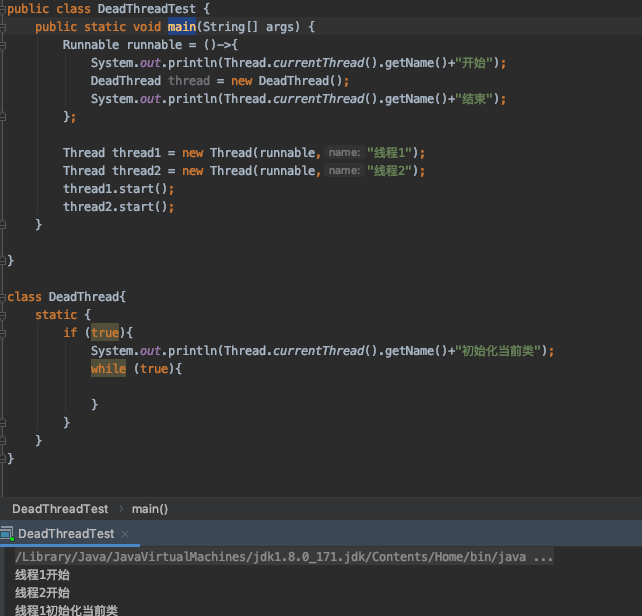 public class DeadThreadTest {
public static void main(String[] args) {
Runnable runnable = ()->{
System.out.println(Thread.currentThread().getName()+"开始");
DeadThread thread = new DeadThread();
System.out.println(Thread.currentThread().getName()+"结束");
};
Thread thread1 = new Thread(runnable, name: "线程1");
Thread thread2 = new Thread(runnable, name: "线程2");
thread1.start();
thread2.start();
}
}
class DeadThread{
static {
if (true){
System.out.println(Thread.currentThread().getName()+"初始化当前类");
while (true){
}
}
}
}
DeadThreadTest › main()
DeadThreadTest ×
/Library/Java/JavaVirtualMachines/jdk1.8.0_171.jdk/Contents/Home/bin/java ...
线程1开始
线程2开始
线程1初始化当前类